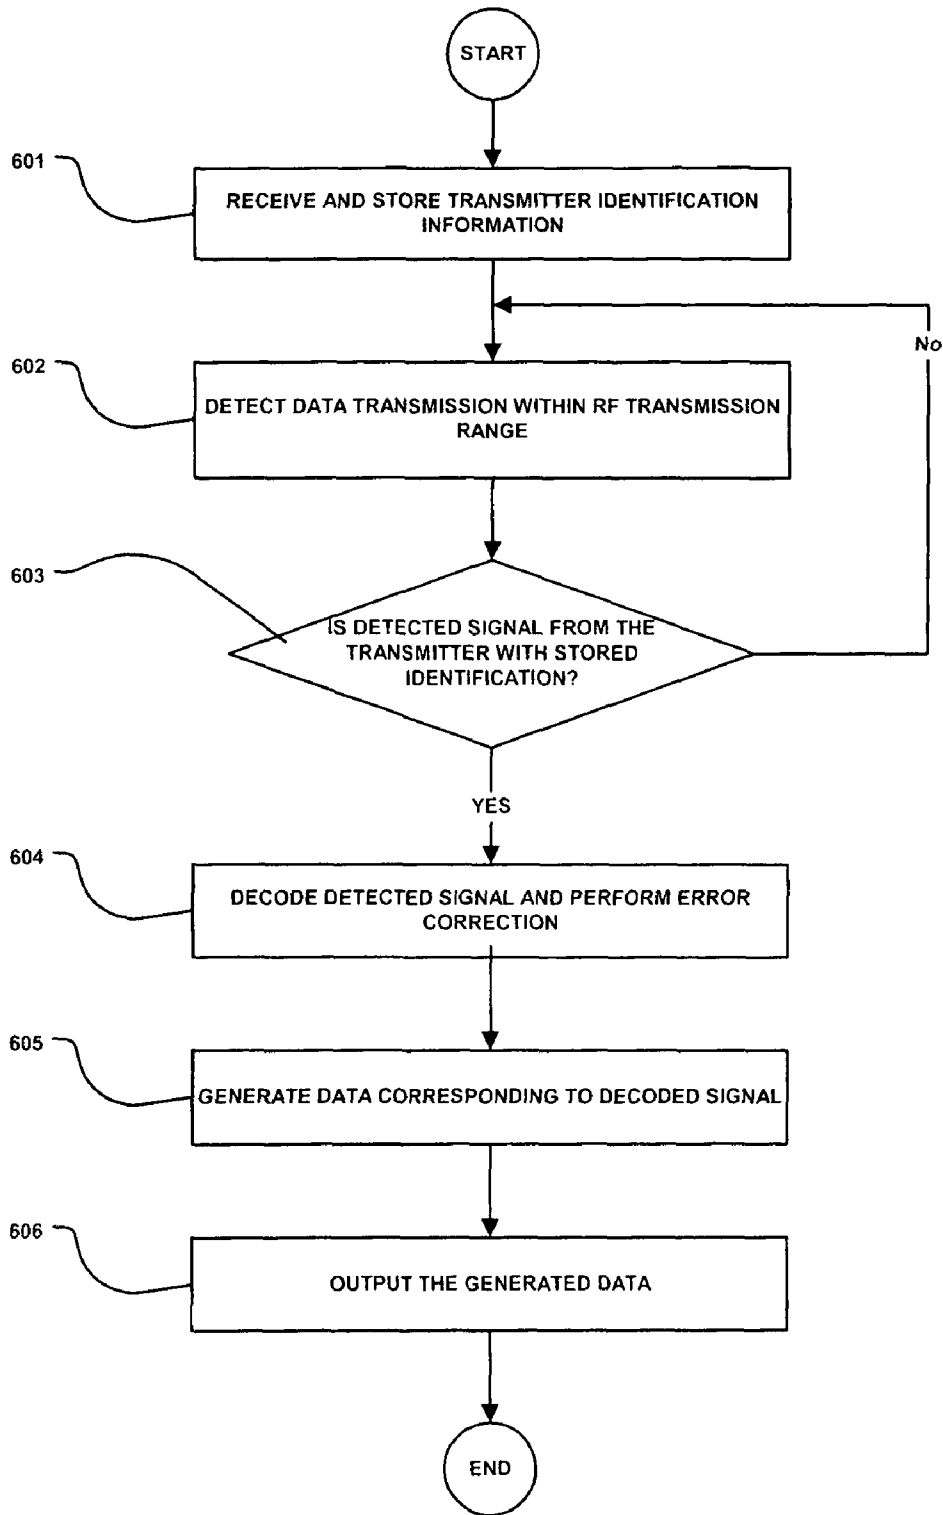 START
601
RECEIVE AND STORE TRANSMITTER IDENTIFICATION
INFORMATION
No
602
DETECT DATA TRANSMISSION WITHIN RF TRANSMISSION
RANGE
603
IS DETECTED SIGNAL FROM THE
TRANSMITTER WITH STORED
IDENTIFICATION?
YES
604
DECODE DETECTED SIGNAL AND PERFORM ERROR
CORRECTION
605
GENERATE DATA CORRESPONDING TO DECODED SIGNAL
606
OUTPUT THE GENERATED DATA
END